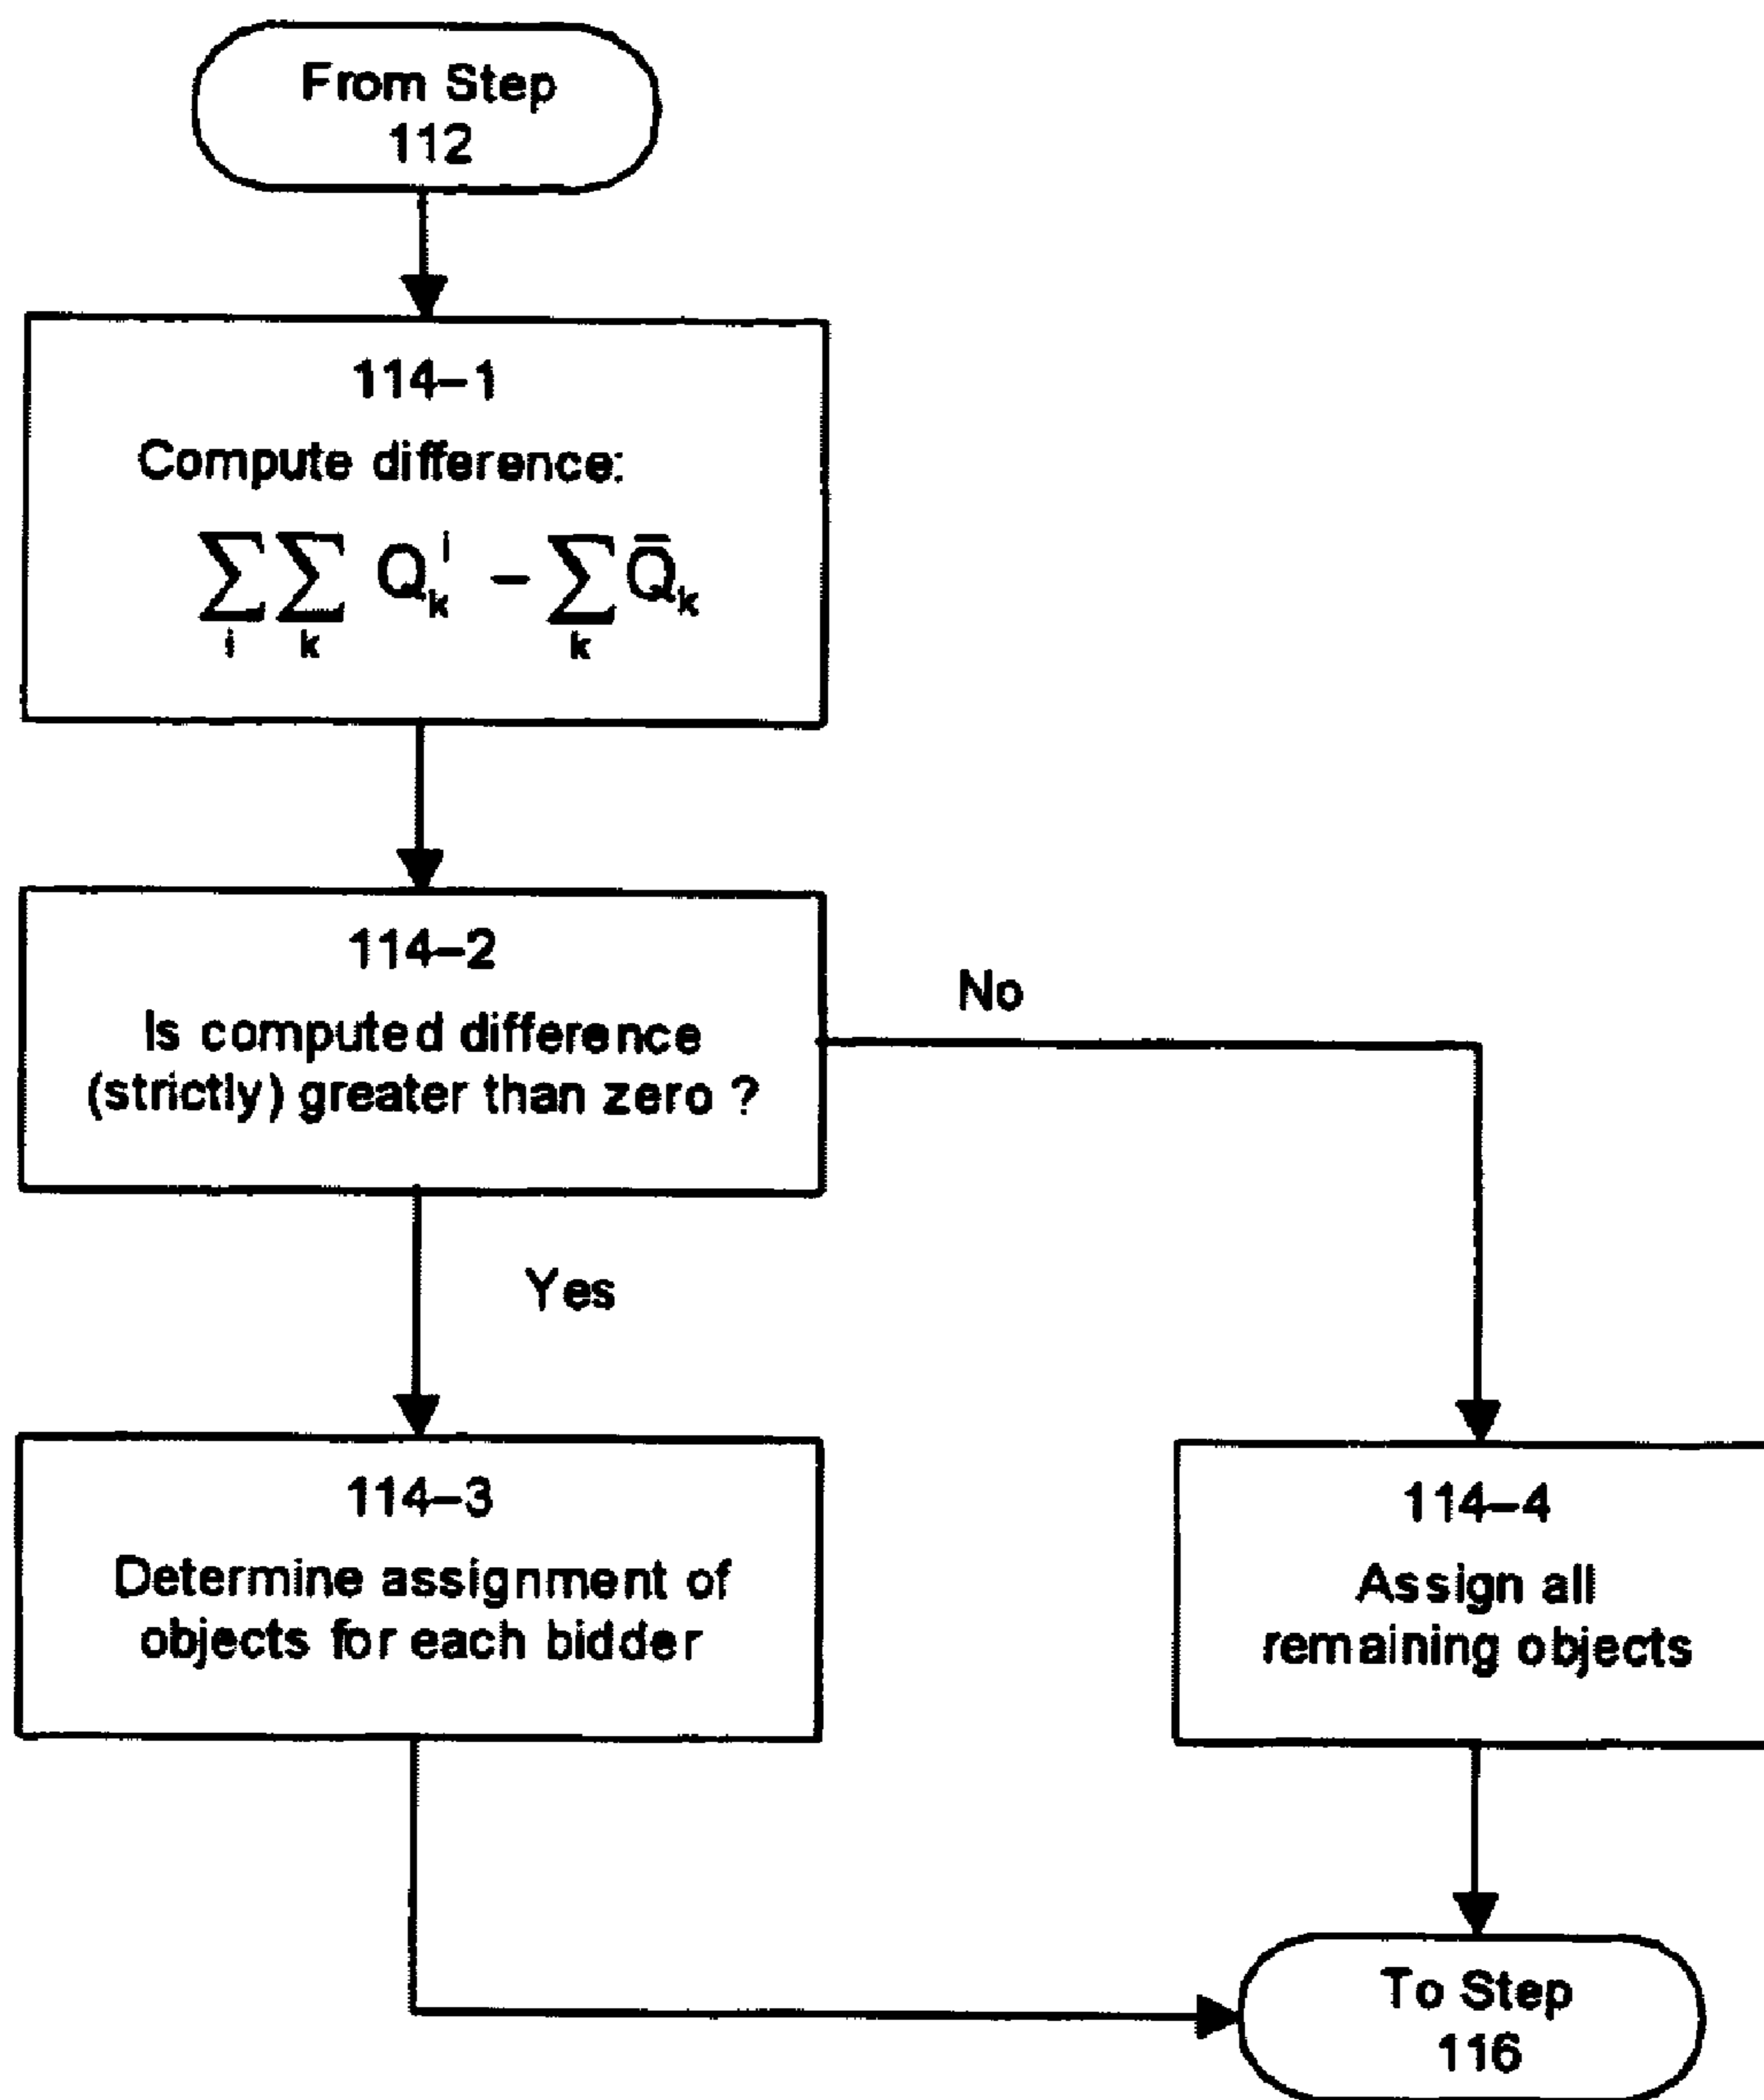 From Step
112
114–1
Compute difference:
∑∑ Q_k^i – ∑ Q̄_k
i k k
114–2
Is computed difference
(strictly) greater than zero ?
No
Yes
114–3
Determine assignment of
objects for each bidder
114–4
Assign all
remaining objects
To Step
116